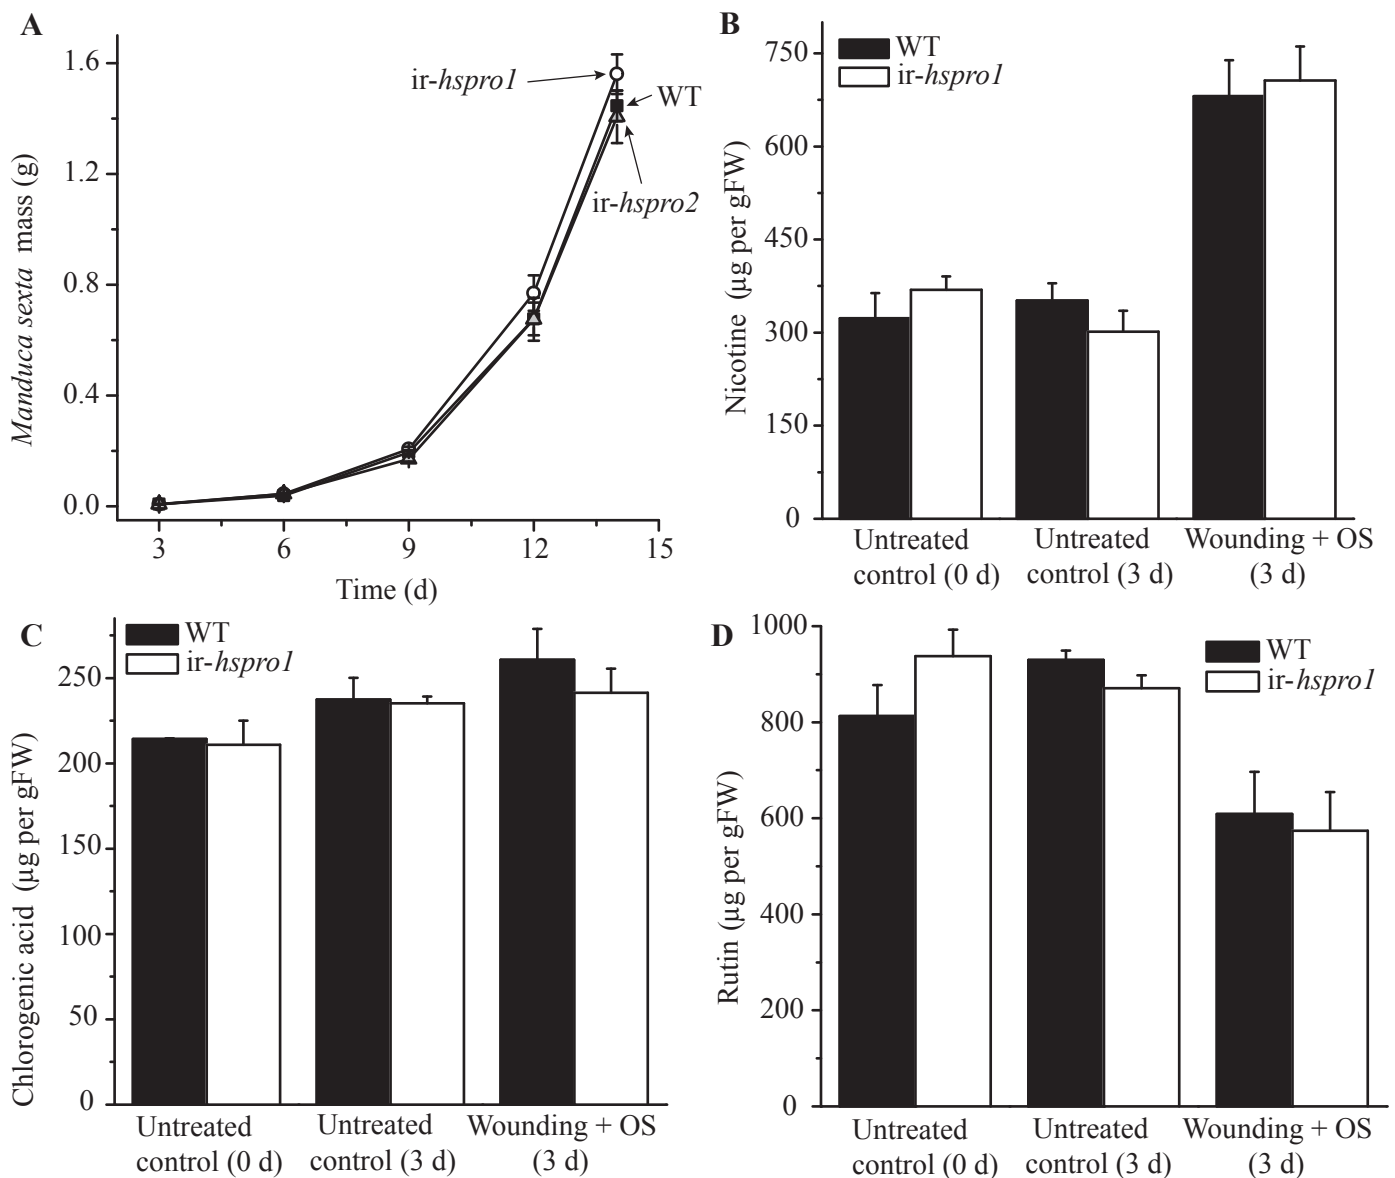 A
1.6
1.2
0.8
0.4
0.0
Manduca sexta mass (g)
ir-hspro1
WT
ir-hspro2
3 6 9 12 15
Time (d)
B
WT
ir-hspro1
750
600
450
300
150
0
Nicotine (µg per gFW)
Untreated
control (0 d)
Untreated
control (3 d)
Wounding + OS
(3 d)
C
WT
ir-hspro1
250
200
150
100
50
0
Chlorogenic acid (µg per gFW)
Untreated
control (0 d)
Untreated
control (3 d)
Wounding + OS
(3 d)
D
WT
ir-hspro1
1000
800
600
400
200
0
Rutin (µg per gFW)
Untreated
control (0 d)
Untreated
control (3 d)
Wounding + OS
(3 d)